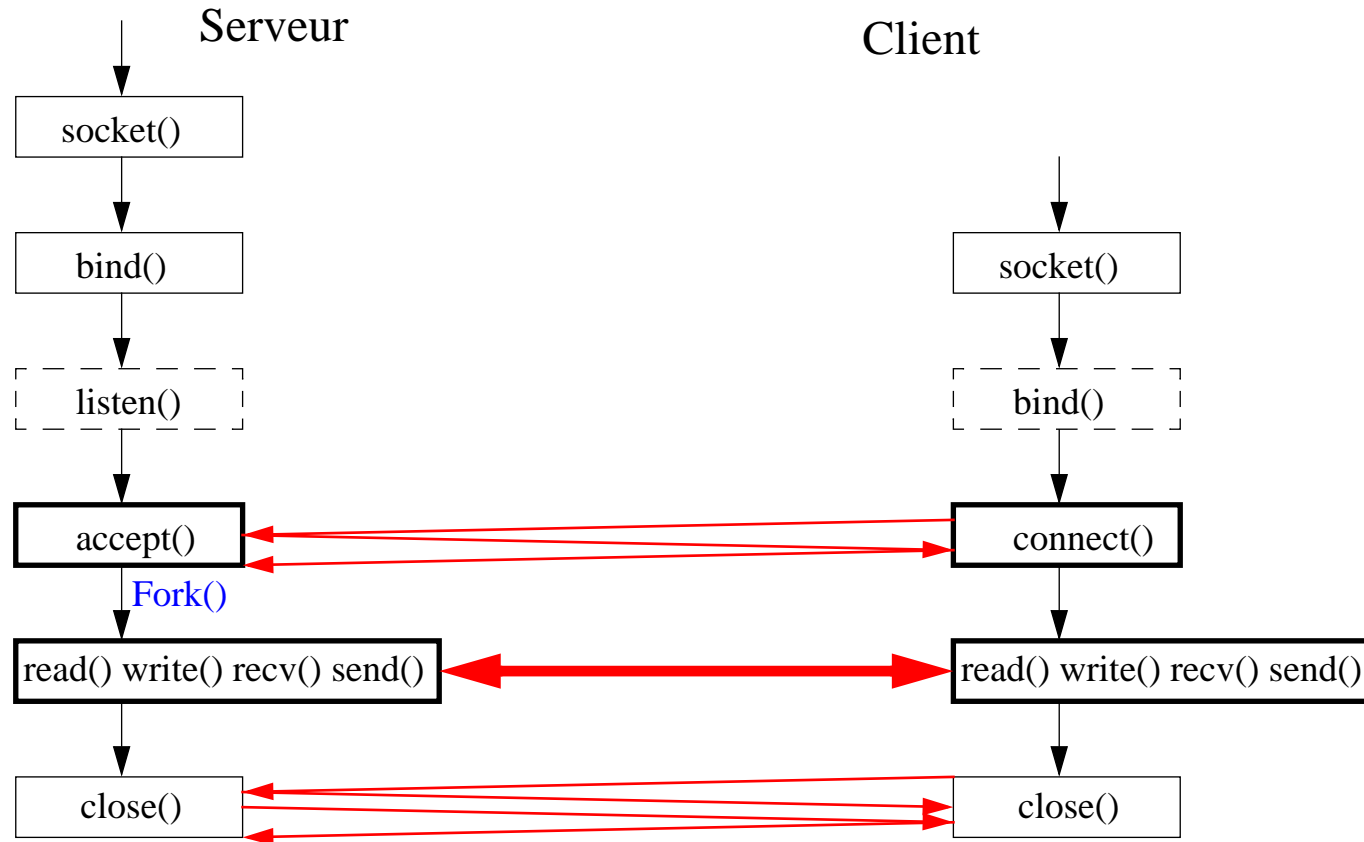 Serveur
Client
socket()
bind()
socket()
listen()
bind()
accept()
connect()
Fork()
read() write() recv() send()
read() write() recv() send()
close()
close()